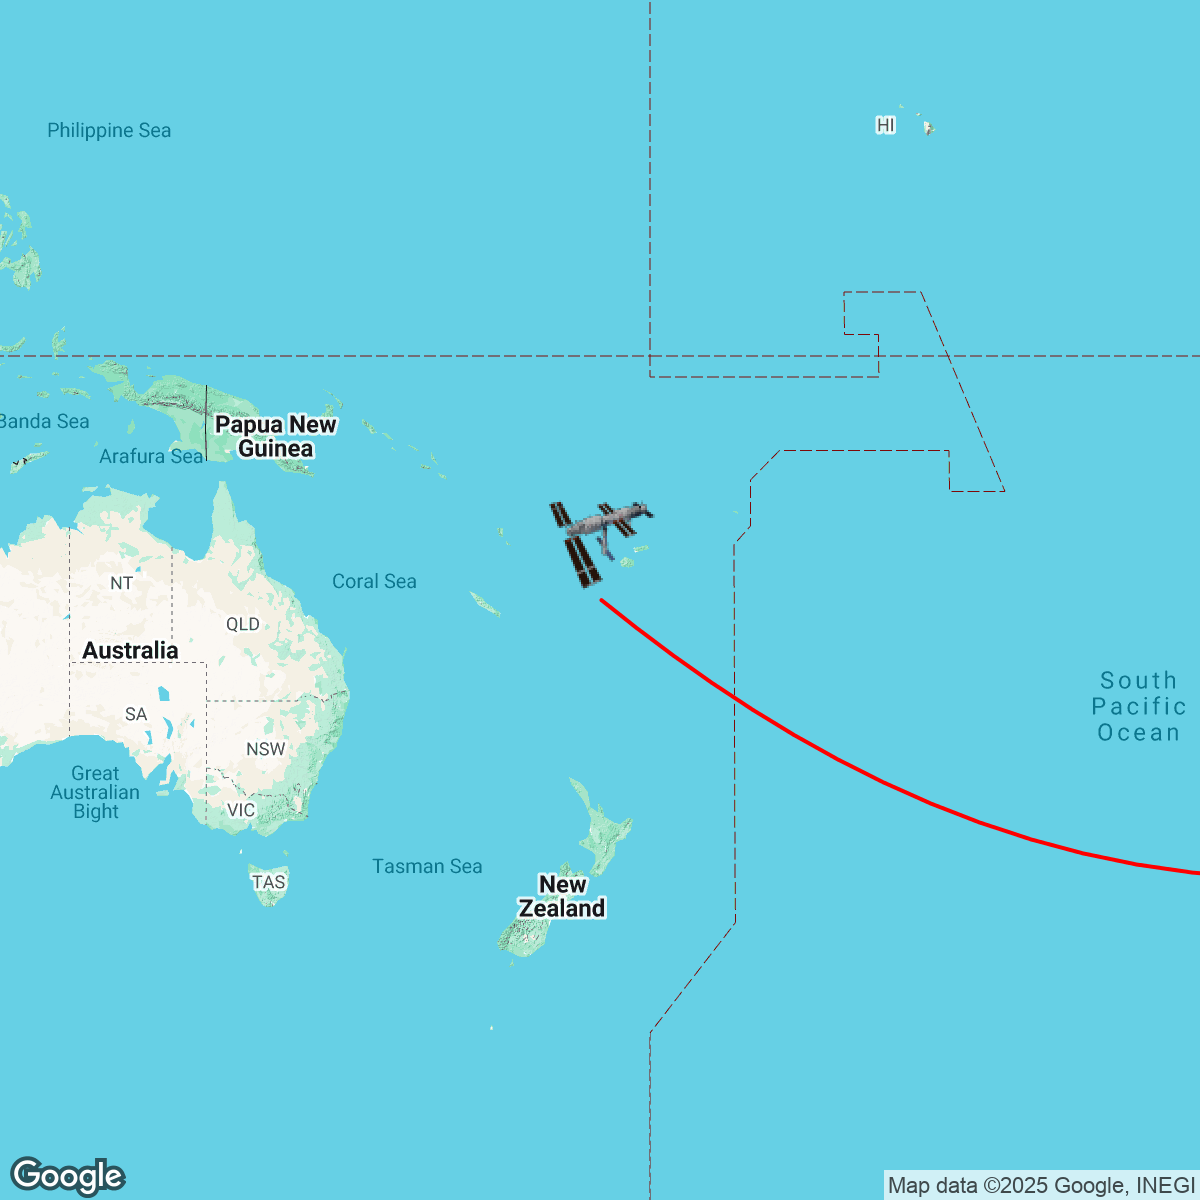 Philippine Sea
HI
Banda Sea
Papua New
Guinea
Arafura Sea
NT
Coral Sea
QLD
Australia
South
Pacific
Ocean
SA
NSW
Great
Australian
Bight
VIC
Tasman Sea
TAS
New
Zealand
Google
Map data ©2025 Google, INEGI